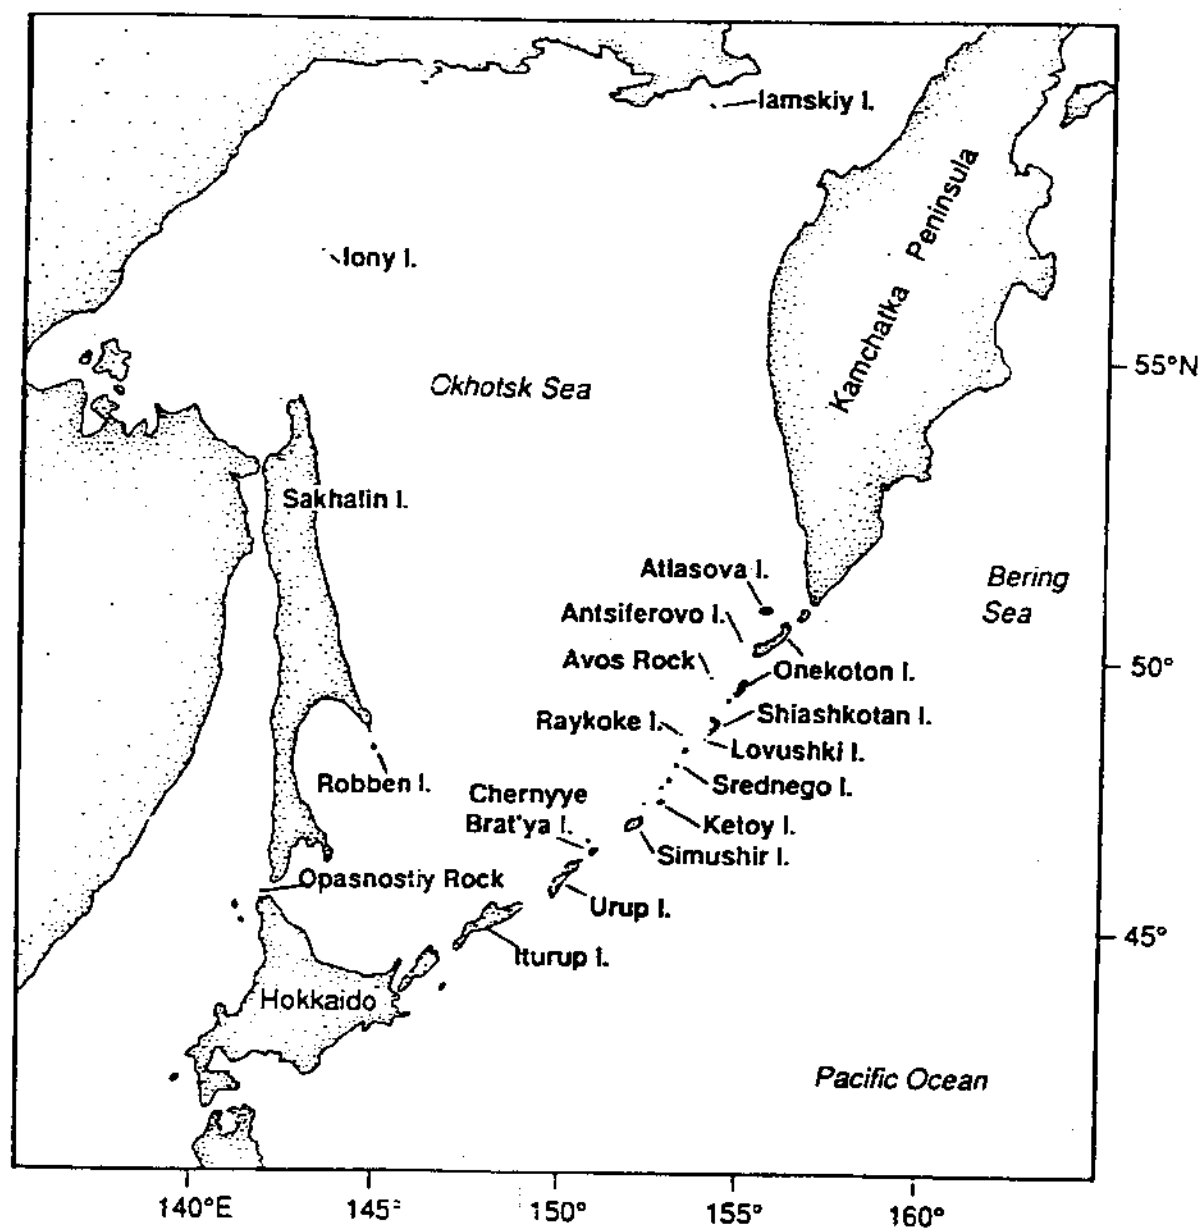 Iamskiy I.
Kamchatka Peninsula
Iony I.
55°N
Okhotsk Sea
Sakhalin I.
Atlasova I.
Bering
Sea
Antsiferovo I.
Avos Rock
50°
Onekoton I.
Raykoke I.
Shiashkotan I.
Lovushki I.
Robben I.
Srednego I.
Chernyye
Brat'ya I.
Ketoy I.
Simushir I.
Opasnostiy Rock
Urup I.
45°
Iturup I.
Hokkaido
Pacific Ocean
140°E
145°
150°
155°
160°